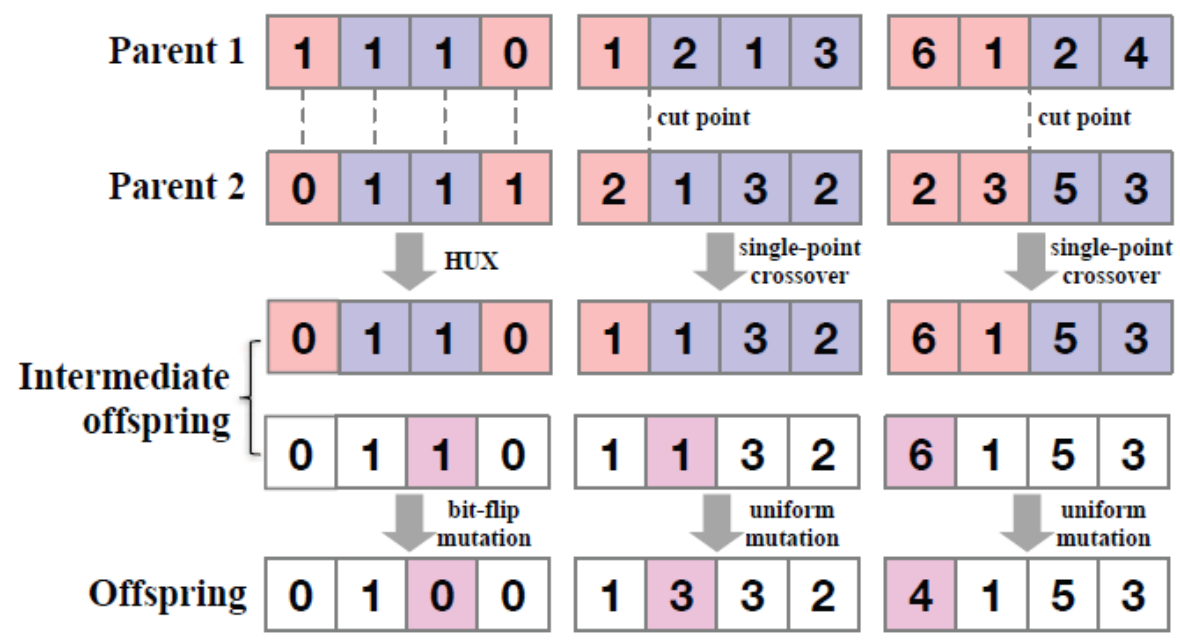 Parent 1 1 1 1 0 1 2 1 3 6 1 2 4
cut point cut point
Parent 2 0 1 1 1 2 1 3 2 2 3 5 3
HUX single-point crossover single-point crossover
0 1 1 0 1 1 3 2 6 1 5 3
Intermediate
offspring
0 1 1 0 1 1 3 2 6 1 5 3
bit-flip mutation uniform mutation uniform mutation
Offspring 0 1 0 0 1 3 3 2 4 1 5 3